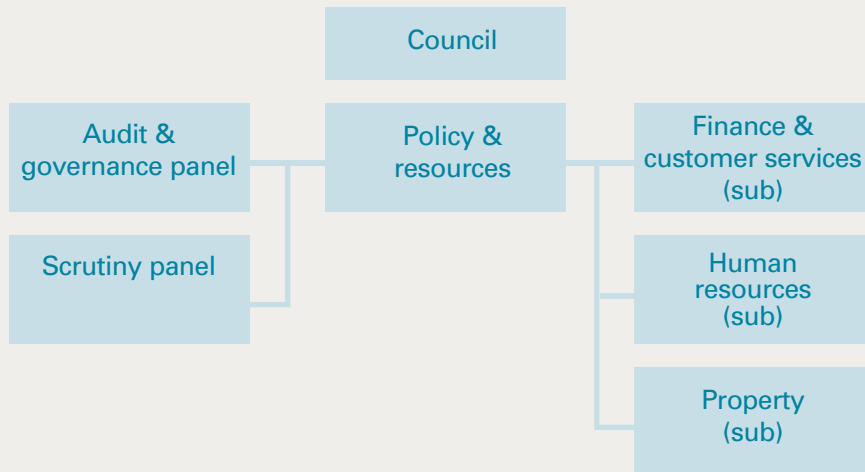 Council
Audit &
governance panel
Policy &
resources
Finance &
customer services
(sub)
Scrutiny panel
Human
resources
(sub)
Property
(sub)